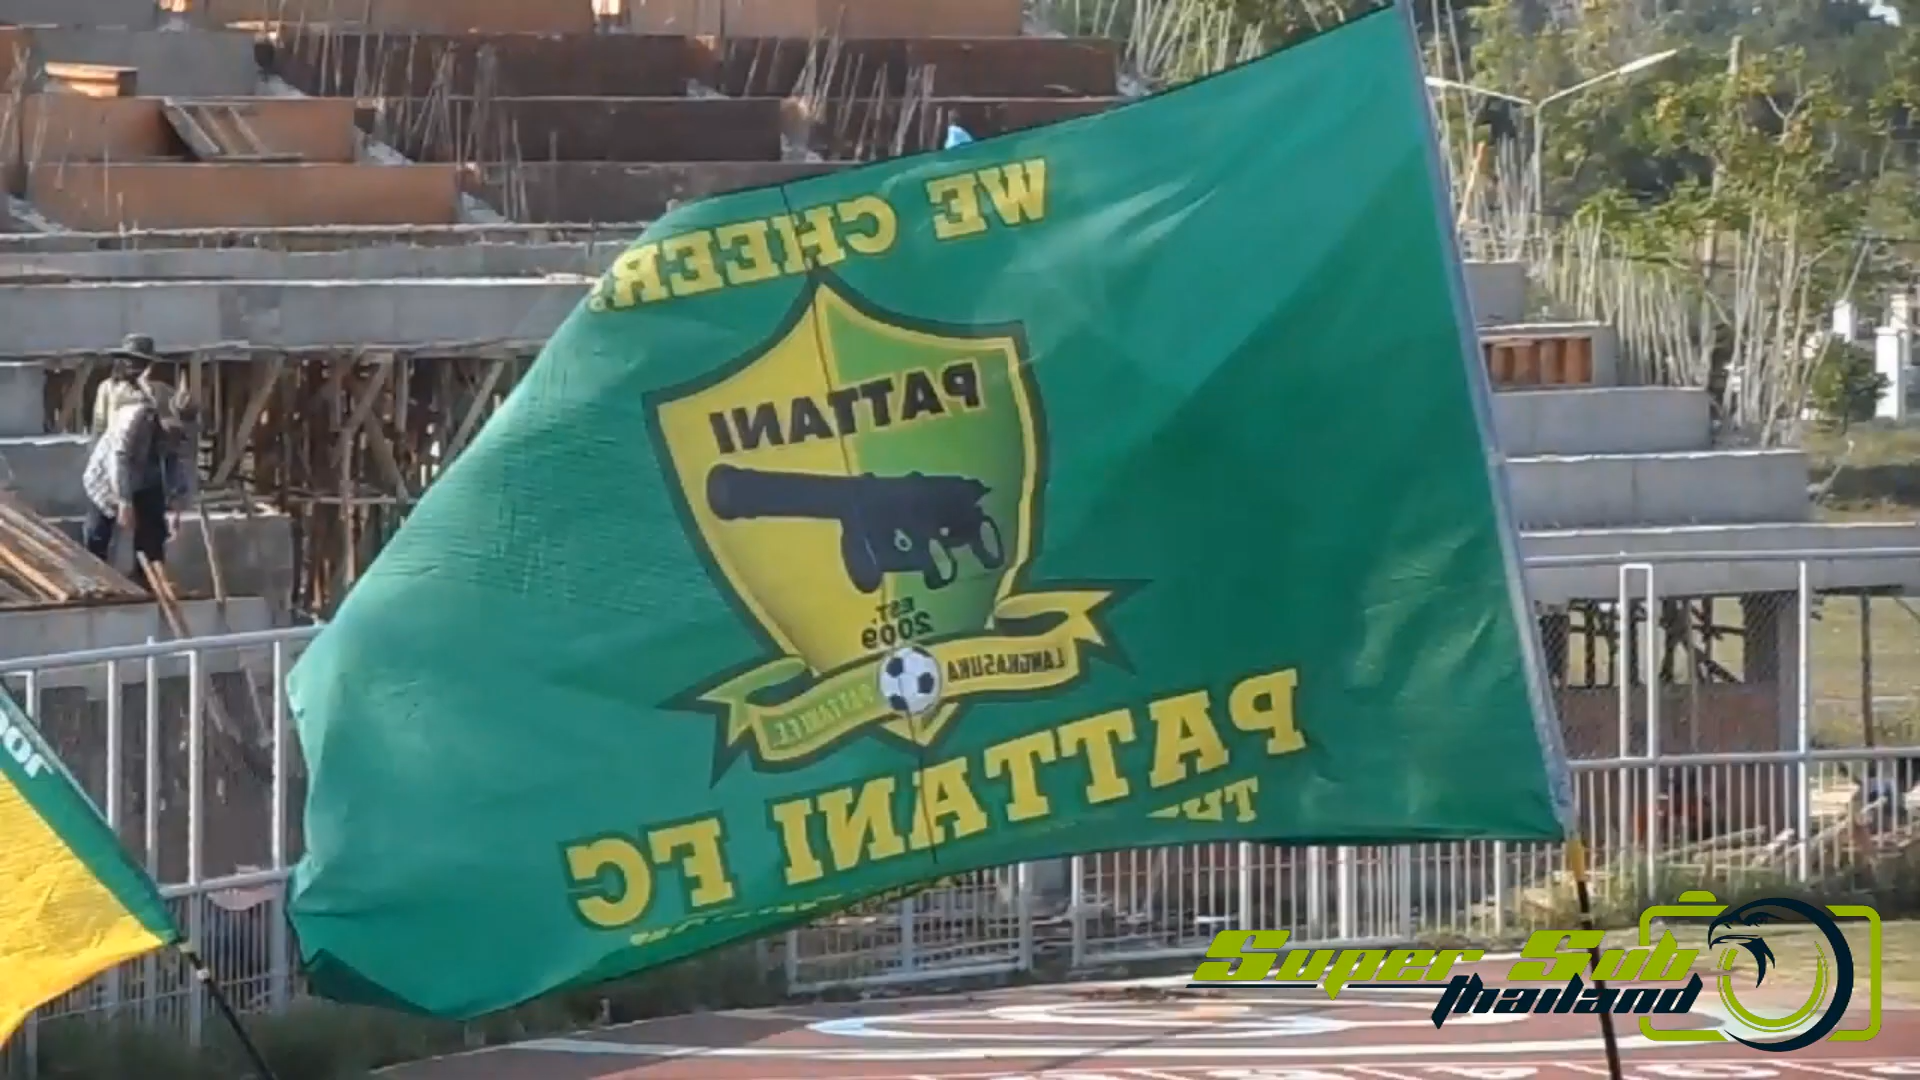 WE CHEER
PATTANI
EST.
2009
LANGKASUKA
PATTANI FC
Super Sub
thailand